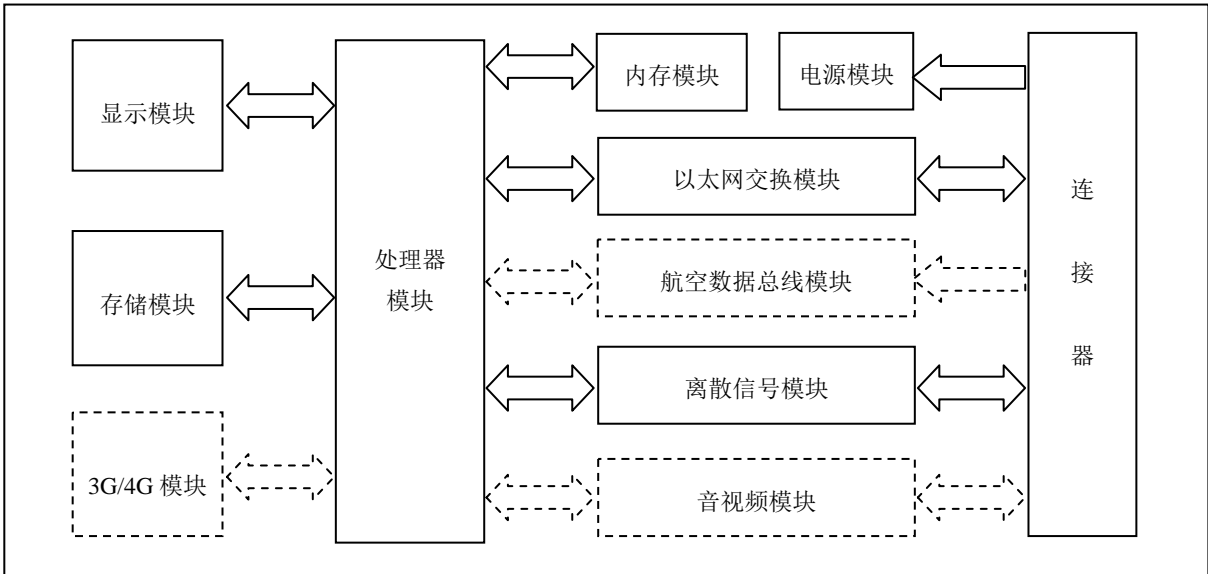 显示模块
存储模块
3G/4G 模块
处理器
模块
内存模块
电源模块
以太网交换模块
航空数据总线模块
离散信号模块
音视频模块
连
接
器